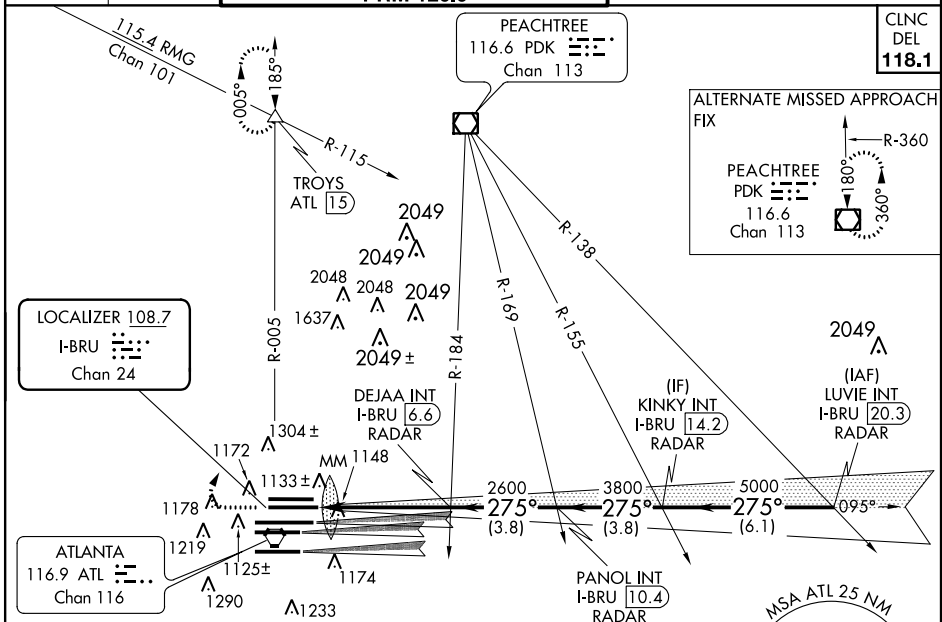 115.4 RMG
Chan 101
005°
185°
R-115
TROYS
ATL 15
PEACHTREE
116.6 PDK
Chan 113
CLNC
DEL
118.1
ALTERNATE MISSED APPROACH
FIX
R-360
PEACHTREE
PDK
116.6
Chan 113
180°
360°
2049
2049
2048
2048
2049
1637
2049 ±
R-005
R-184
R-169
R-155
R-138
2049
LOCALIZER 108.7
I-BRU
Chan 24
DEJAA INT
I-BRU 6.6
RADAR
(IF)
KINKY INT
I-BRU 14.2
RADAR
(IAF)
LUVIE INT
I-BRU 20.3
RADAR
1304 ±
1172
1133 ±
MM
1148
1178
1219
1125±
1290
1233
1174
2600
275°
(3.8)
3800
275°
(3.8)
5000
275°
(6.1)
095°
ATLANTA
116.9 ATL
Chan 116
PANOL INT
I-BRU 10.4
RADAR
MSA ATL 25 NM